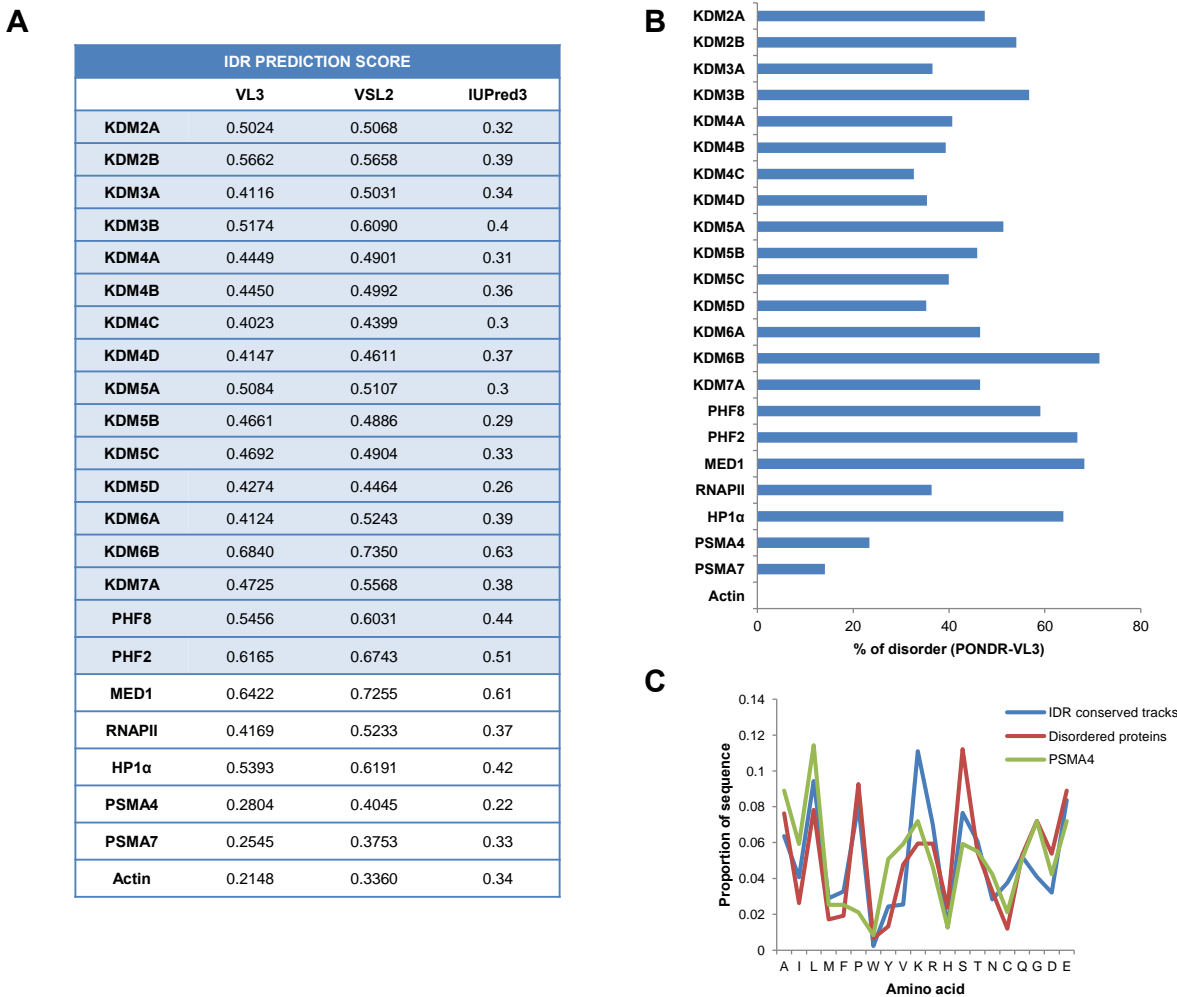 A
IDR PREDICTION SCORE
VL3 VSL2 IUPred3
KDM2A 0.5024 0.5068 0.32
KDM2B 0.5662 0.5658 0.39
KDM3A 0.4116 0.5031 0.34
KDM3B 0.5174 0.6090 0.4
KDM4A 0.4449 0.4901 0.31
KDM4B 0.4450 0.4992 0.36
KDM4C 0.4023 0.4399 0.3
KDM4D 0.4147 0.4611 0.37
KDM5A 0.5084 0.5107 0.3
KDM5B 0.4661 0.4886 0.29
KDM5C 0.4692 0.4904 0.33
KDM5D 0.4274 0.4464 0.26
KDM6A 0.4124 0.5243 0.39
KDM6B 0.6840 0.7350 0.63
KDM7A 0.4725 0.5568 0.38
PHF8 0.5456 0.6031 0.44
PHF2 0.6165 0.6743 0.51
MED1 0.6422 0.7255 0.61
RNAPII 0.4169 0.5233 0.37
HP1α 0.5393 0.6191 0.42
PSMA4 0.2804 0.4045 0.22
PSMA7 0.2545 0.3753 0.33
Actin 0.2148 0.3360 0.34
B
KDM2A
KDM2B
KDM3A
KDM3B
KDM4A
KDM4B
KDM4C
KDM4D
KDM5A
KDM5B
KDM5C
KDM5D
KDM6A
KDM6B
KDM7A
PHF8
PHF2
MED1
RNAPII
HP1α
PSMA4
PSMA7
Actin
0 20 40 60 80
% of disorder (PONDR-VL3)
C
Proportion of sequence
0.14
0.12
0.1
0.08
0.06
0.04
0.02
0
IDR conserved tracks
Disordered proteins
PSMA4
A I L M F P W Y V K R H S T N C Q G D E
Amino acid